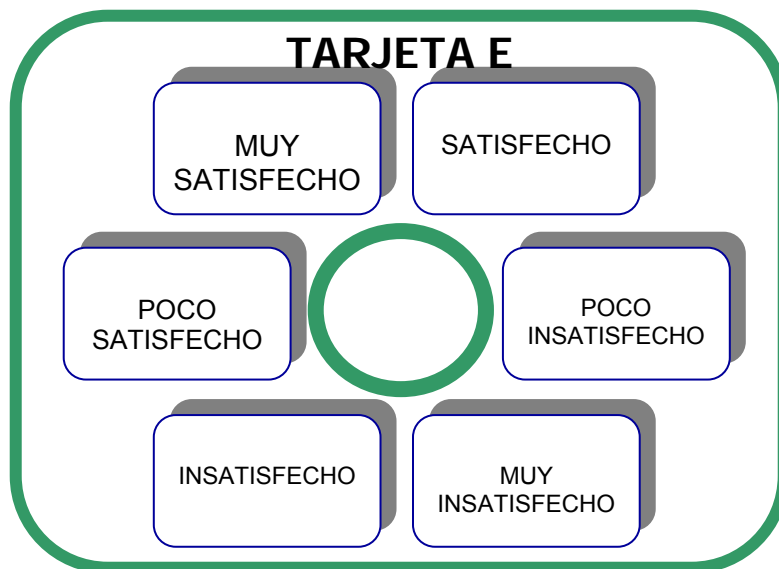 TARJETA E
MUY
SATISFECHO
SATISFECHO
POCO
SATISFECHO
POCO
INSATISFECHO
INSATISFECHO
MUY
INSATISFECHO